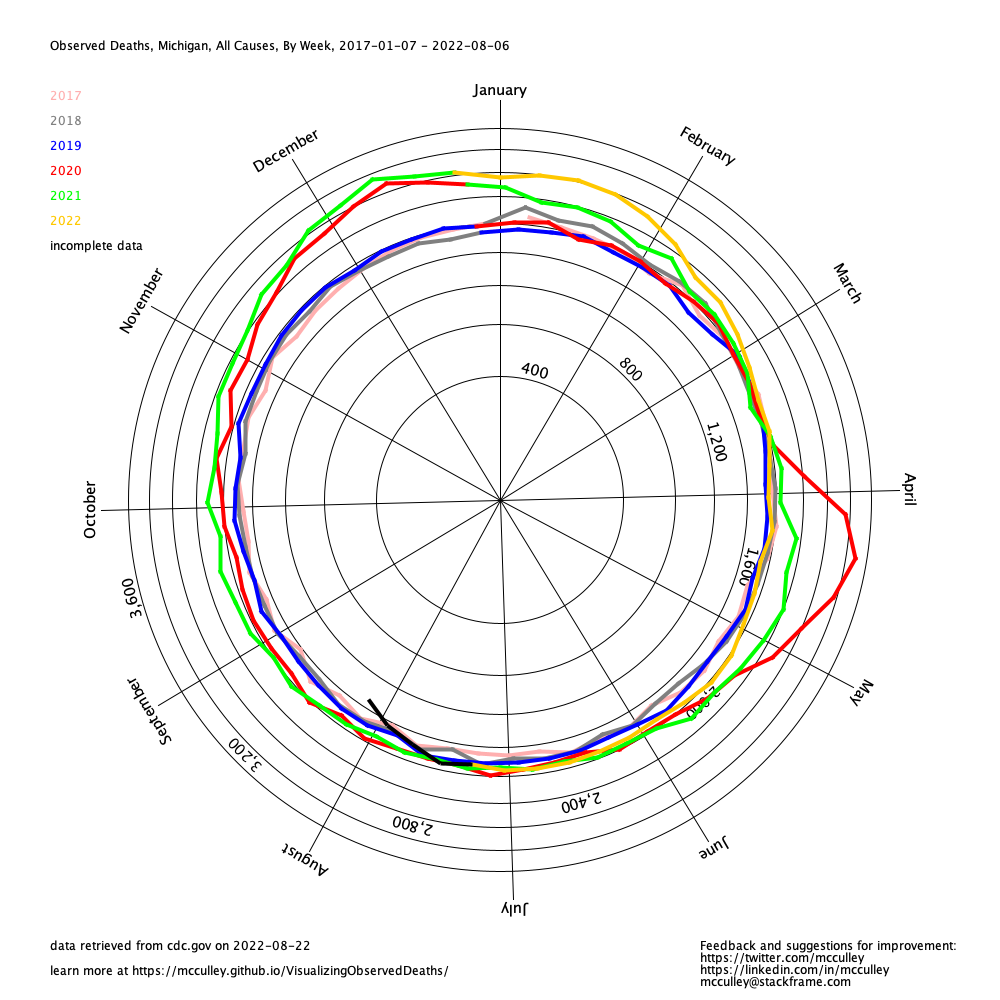 Observed Deaths, Michigan, All Causes, By Week, 2017-01-07 - 2022-08-06
2017
2018
2019
2020
2021
2022
incomplete data
January
February
March
April
May
June
July
August
September
October
November
December
400
800
1,200
1,600
2,000
2,400
2,800
3,200
3,600
data retrieved from cdc.gov on 2022-08-22
learn more at https://mcculley.github.io/VisualizingObservedDeaths/
Feedback and suggestions for improvement:
https://twitter.com/mcculley
https://linkedin.com/in/mcculley
mcculley@stackframe.com